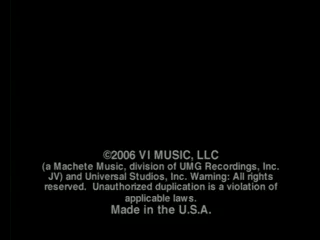 ©2006 VI MUSIC, LLC
(a Machete Music, division of UMG Recordings, Inc.
JV) and Universal Studios, Inc. Warning: All rights
reserved. Unauthorized duplication is a violation of
applicable laws.
Made in the U.S.A.